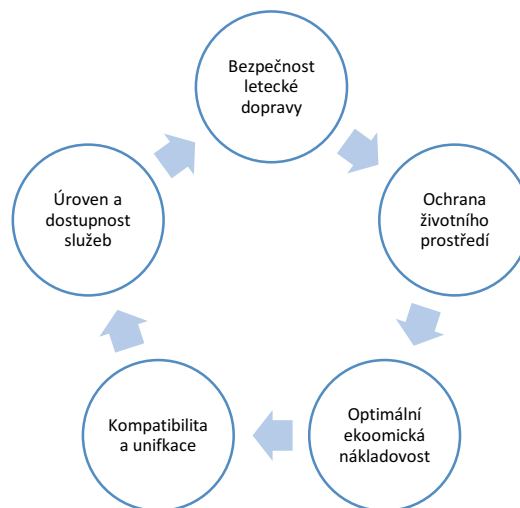 Bezpečnost
letecké
dopravy
Ochrana
životního
prostředí
Optimální
ekoomická
nákladovost
Kompatibilita
a unifkace
Úroven a
dostupnost
služeb